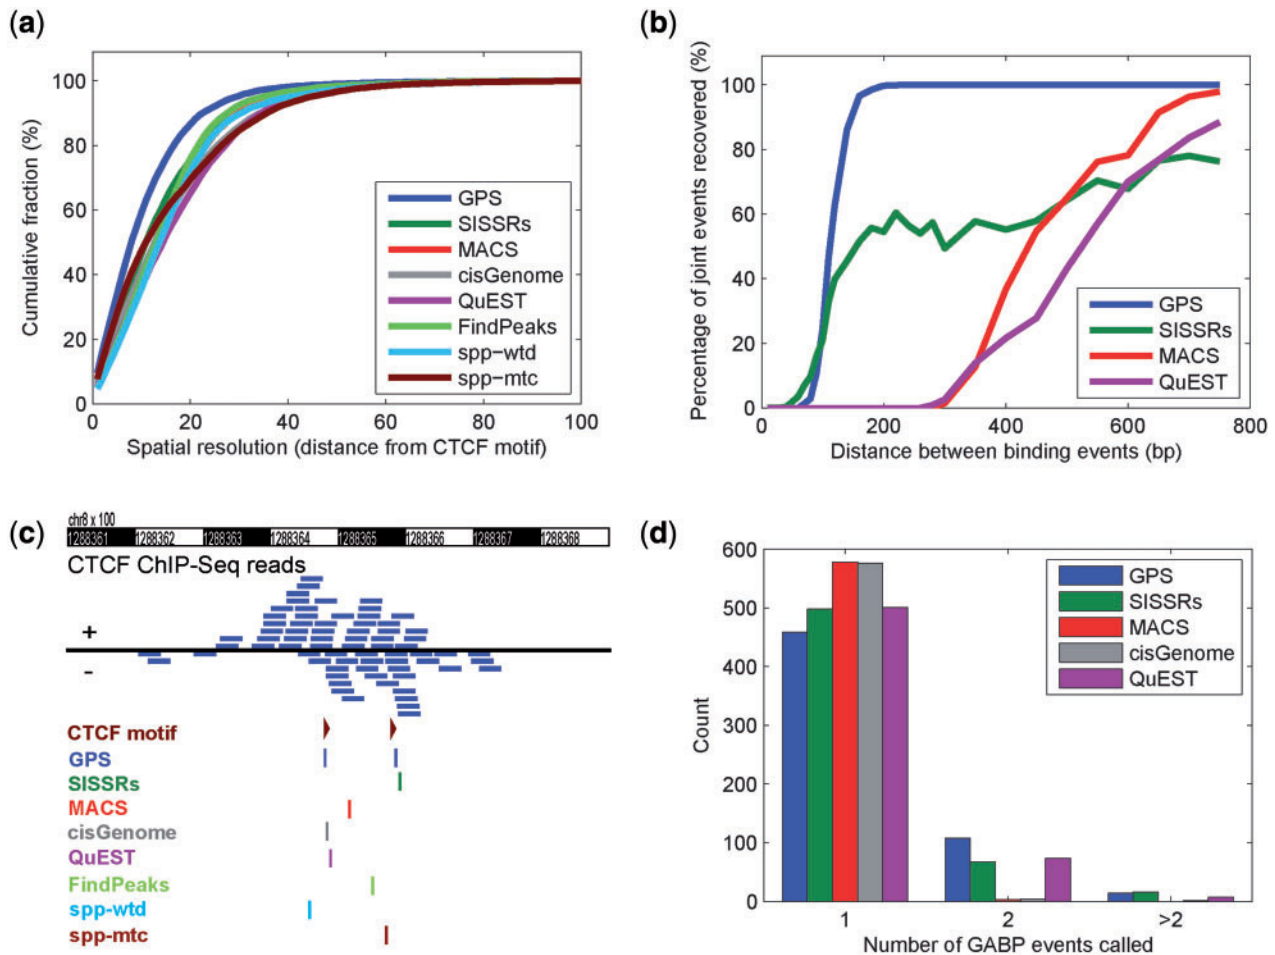 (a)
100
80
60
40
20
0
0 20 40 60 80 100
Cumulative fraction (%)
Spatial resolution (distance from CTCF motif)
GPS
SISSRs
MACS
cisGenome
QuEST
FindPeaks
spp-wtd
spp-mtc
(b)
100
80
60
40
20
0
0 200 400 600 800
Percentage of joint events recovered (%)
Distance between binding events (bp)
GPS
SISSRs
MACS
QuEST
(c)
chr8 x 100
1288361 1288362 1288363 1288364 1288365 1288366 1288367 1288368
CTCF ChIP-Seq reads
+
-
CTCF motif
GPS
SISSRs
MACS
cisGenome
QuEST
FindPeaks
spp-wtd
spp-mtc
(d)
600
500
400
300
200
100
0
1 2 >2
Count
Number of GABP events called
GPS
SISSRs
MACS
cisGenome
QuEST